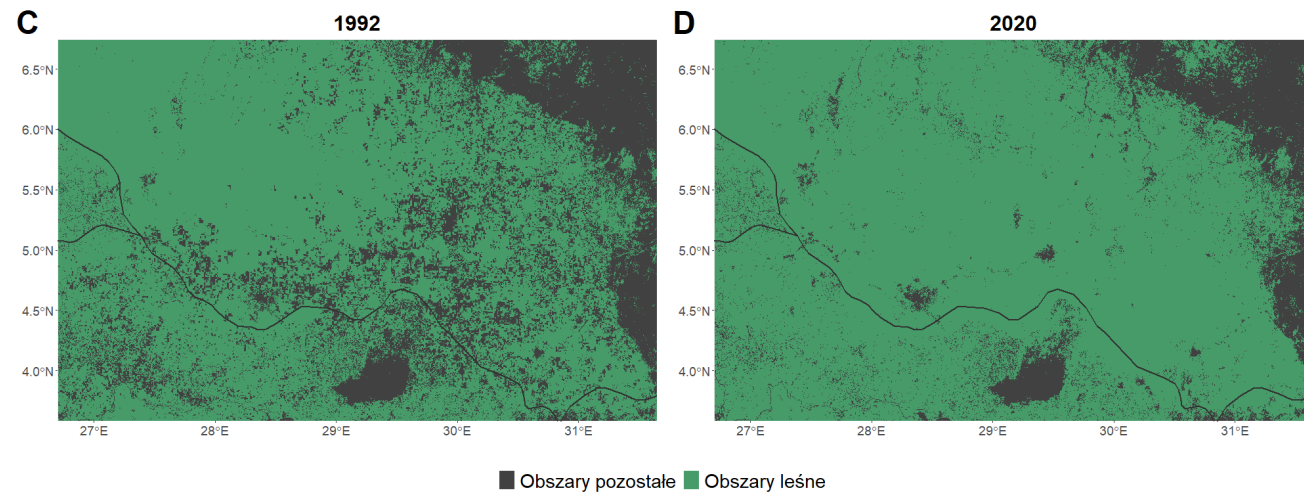 C 1992 D 2020
6.5°N 6.5°N
6.0°N 6.0°N
5.5°N 5.5°N
5.0°N 5.0°N
4.5°N 4.5°N
4.0°N 4.0°N
27°E 28°E 29°E 30°E 31°E 27°E 28°E 29°E 30°E 31°E
Obszary pozostałe Obszary leśne